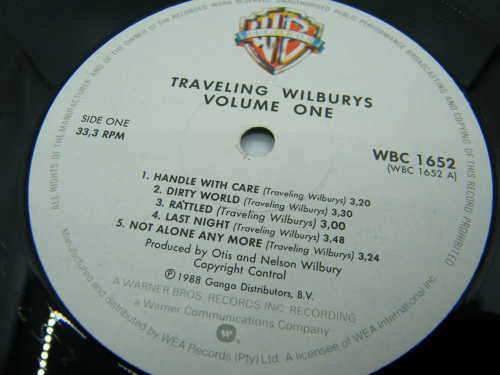 ALL RIGHTS OF THE MANUFACTURER AND OF THE OWNER OF THE RECORDED WORK RESERVED. UNAUTHORISED PUBLIC PERFORMANCE, BROADCASTING AND COPYING OF THIS RECORD PROHIBITED
WB
RECORDS
TRAVELING WILBURYS
VOLUME ONE
SIDE ONE
33,3 RPM
WBC 1652
(WBC 1652 A)
1. HANDLE WITH CARE (Traveling Wilburys) 3,20
2. DIRTY WORLD (Traveling Wilburys) 3,30
3. RATTLED (Traveling Wilburys) 3,00
4. LAST NIGHT (Traveling Wilburys) 3,48
5. NOT ALONE ANY MORE (Traveling Wilburys) 3,24
Produced by Otis and Nelson Wilbury
Copyright Control
Ⓟ 1988 Ganga Distributors, B.V.
A WARNER BROS. RECORDS INC. RECORDING
a Warner Communications Company
Manufactured and distributed by WEA Records (Pty) Ltd. A licensee of WEA International Inc